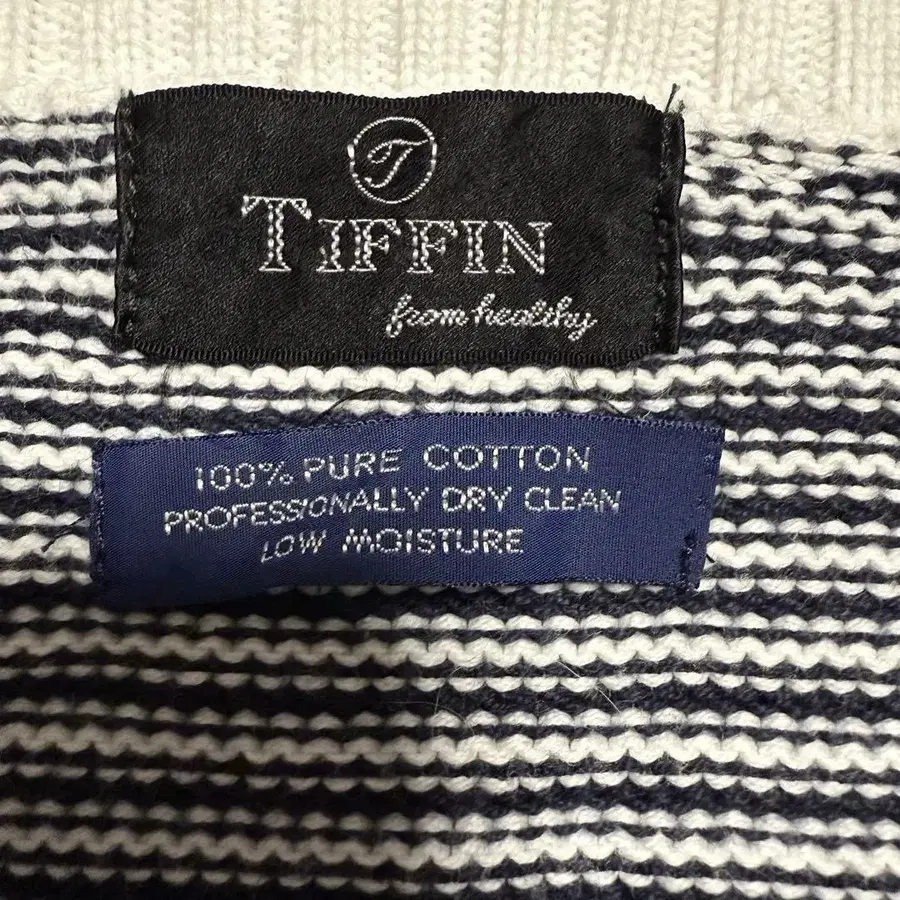 T
TIFFIN
from healthy
100% PURE COTTON
PROFESSIONALLY DRY CLEAN
LOW MOISTURE